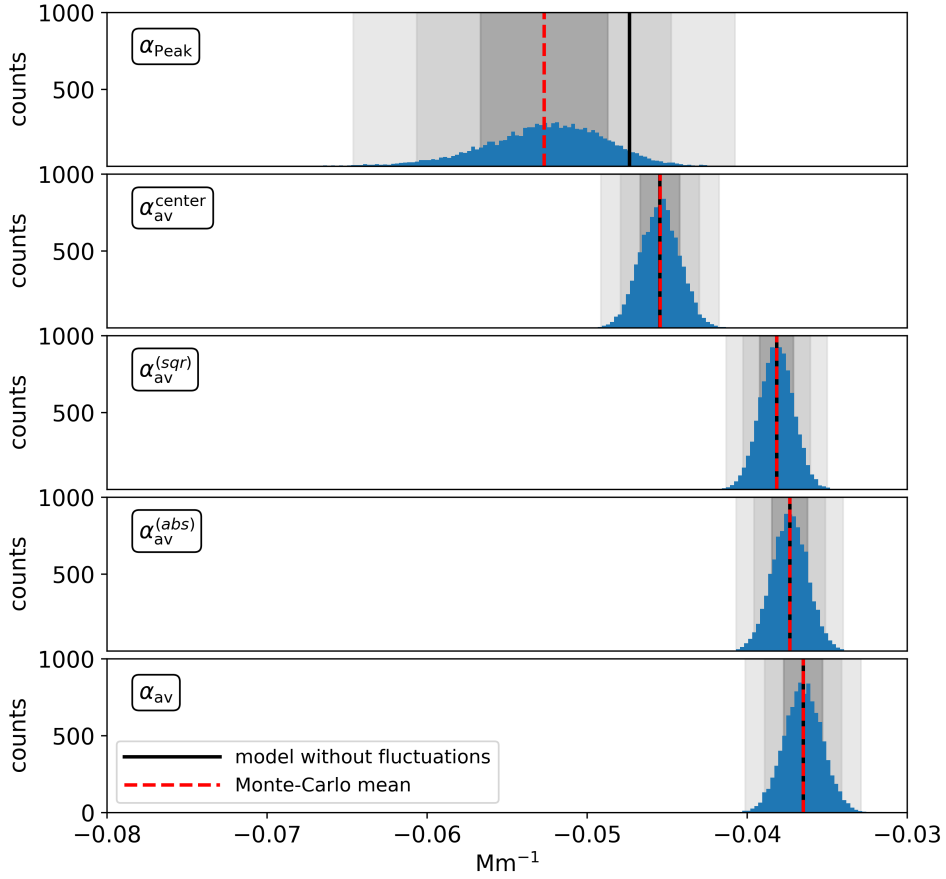 1000
α_Peak
counts
500
1000
α_av^center
counts
500
1000
α_av^(sqr)
counts
500
1000
α_av^(abs)
counts
500
1000
α_av
counts
500
model without fluctuations
Monte-Carlo mean
0
−0.08 −0.07 −0.06 −0.05 −0.04 −0.03
Mm⁻¹